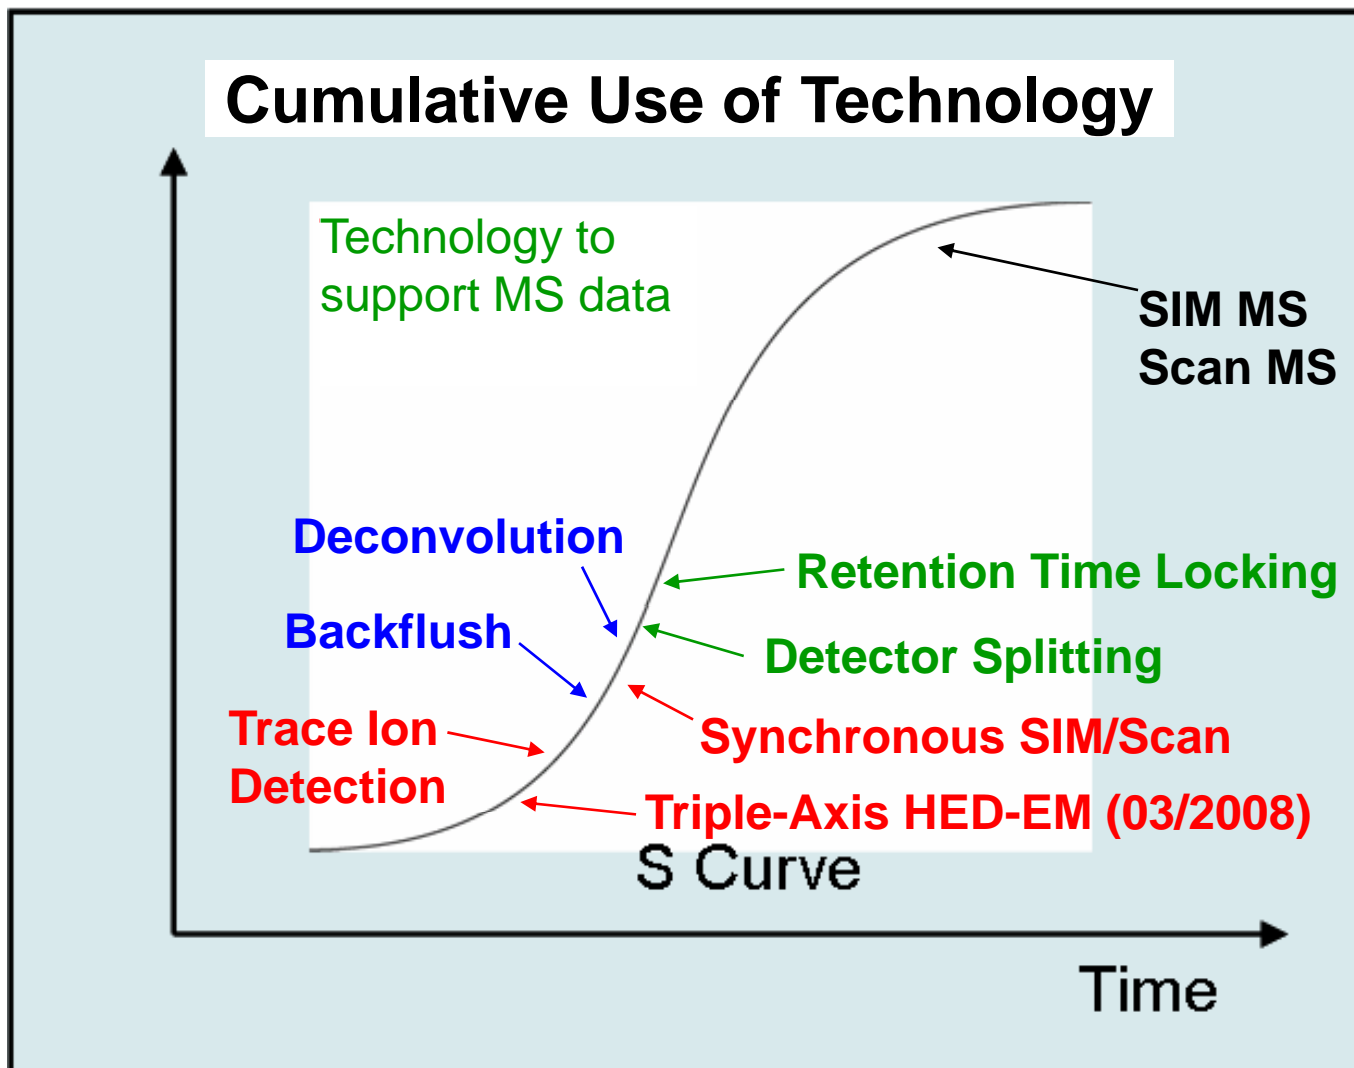 Cumulative Use of Technology
Technology to
support MS data
SIM MS
Scan MS
Deconvolution
Retention Time Locking
Backflush
Detector Splitting
Trace Ion
Detection
Synchronous SIM/Scan
Triple-Axis HED-EM (03/2008)
S Curve
Time